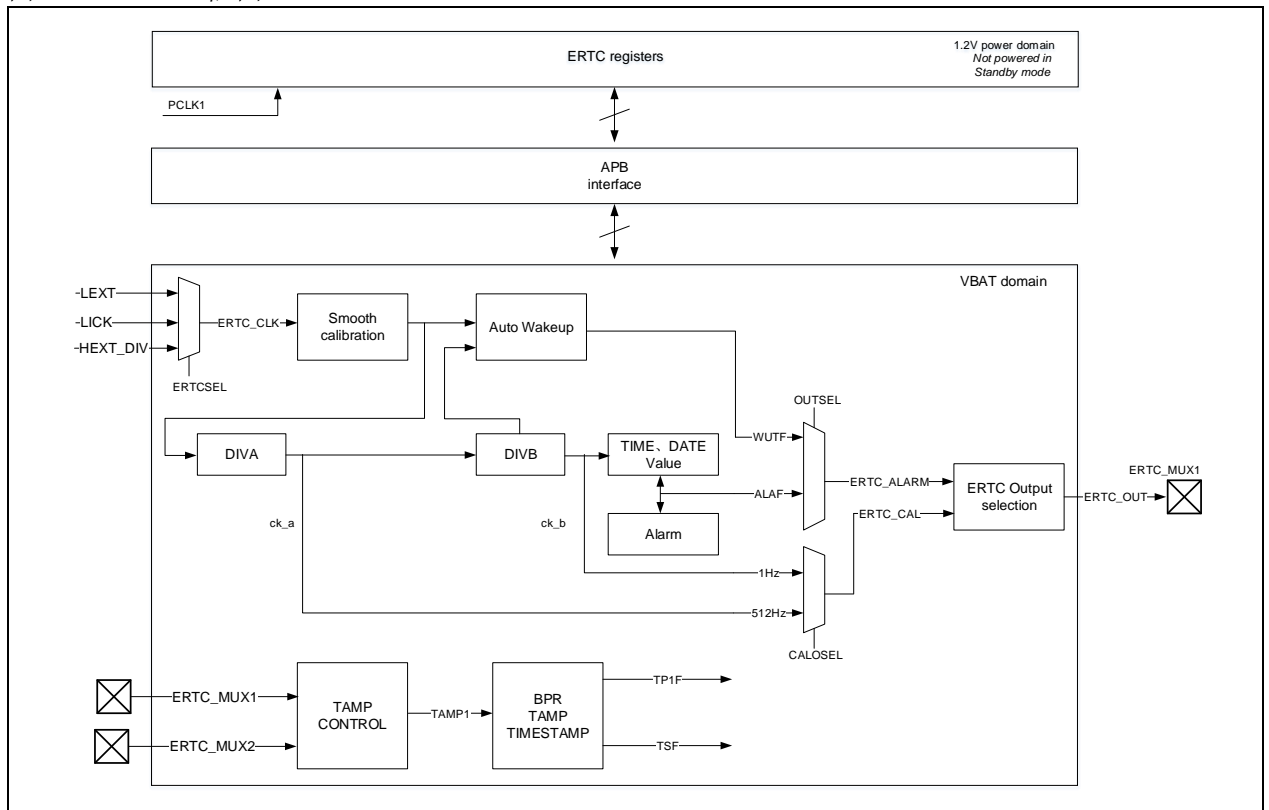 ERTC registers
1.2V power domain
Not powered in
Standby mode
PCLK1
APB
interface
VBAT domain
LEXT
LICK
HEXT_DIV
ERTCSEL
ERTC_CLK
Smooth
calibration
Auto Wakeup
OUTSEL
DIVA
DIVB
TIME、DATE
Value
WUTF
ALAF
ERTC_ALARM
ERTC_CAL
ERTC Output
selection
ERTC_OUT
ERTC_MUX1
ck_a
ck_b
Alarm
1Hz
512Hz
CALOSEL
ERTC_MUX1
ERTC_MUX2
TAMP
CONTROL
TAMP1
BPR
TAMP
TIMESTAMP
TP1F
TSF